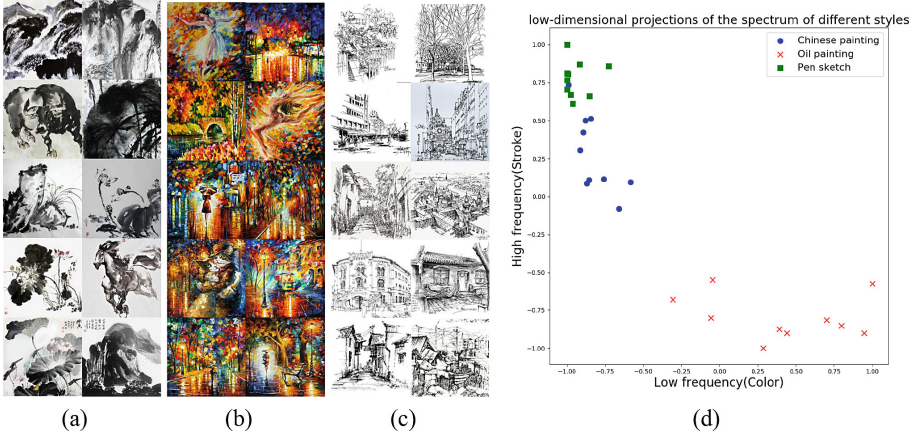 low-dimensional projections of the spectrum of different styles
Chinese painting
Oil painting
Pen sketch
1.00
0.75
0.50
0.25
0.00
−0.25
−0.50
−0.75
−1.00
High frequency(Stroke)
−1.00 −0.75 −0.50 −0.25 0.00 0.25 0.50 0.75 1.00
Low frequency(Color)
(a) (b) (c) (d)